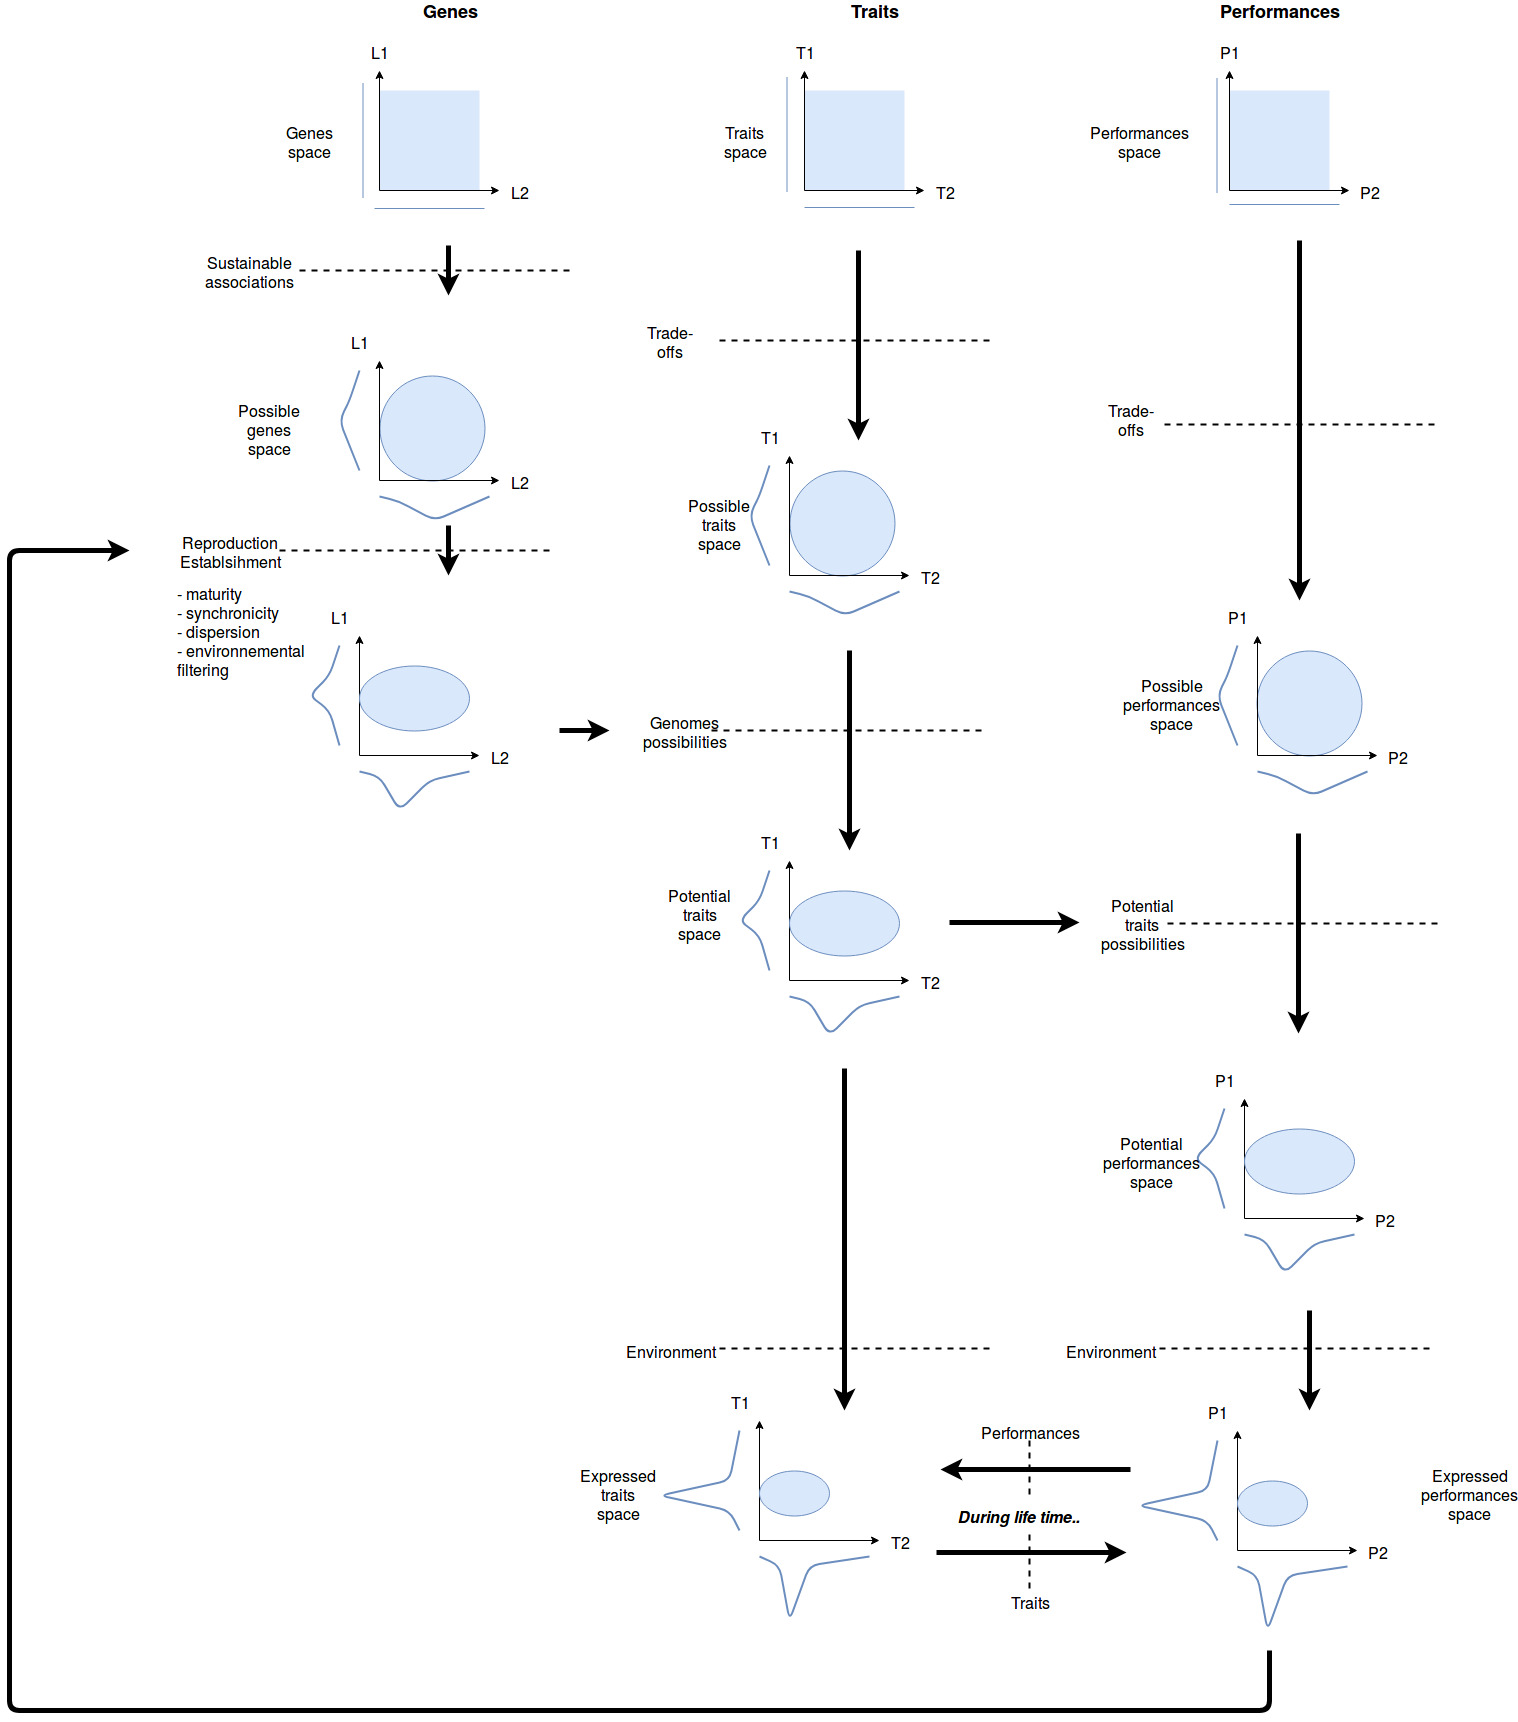 Genes
Traits
Performances
L1
T1
P1
Genes
space
Traits
space
Performances
space
L2
T2
P2
Sustainable
associations
Trade-
offs
L1
Possible
genes
space
L2
Trade-
offs
T1
Possible
traits
space
T2
Reproduction
Establsihment
- maturity
- synchronicity
- dispersion
- environnemental
filtering
L1
L2
P1
Possible
performances
space
P2
Genomes
possibilities
T1
Potential
traits
space
T2
Potential
traits
possibilities
P1
Potential
performances
space
P2
Environment
Environment
T1
Expressed
traits
space
T2
Performances
During life time..
Traits
P1
P2
Expressed
performances
space